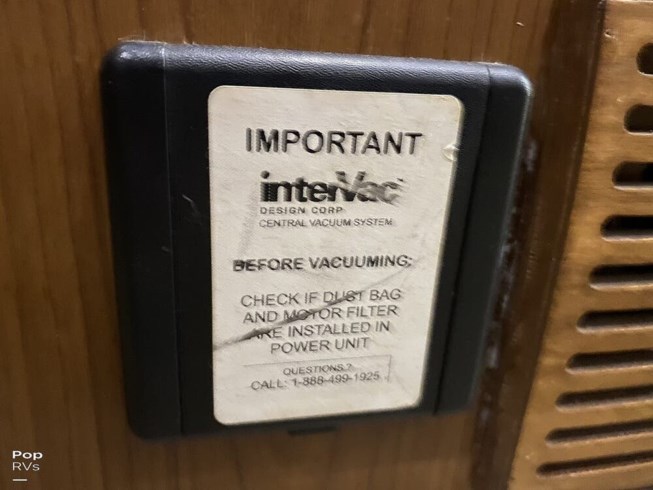 IMPORTANT
interVac
DESIGN CORP
CENTRAL VACUUM SYSTEM
BEFORE VACUUMING:
CHECK IF DUST BAG
AND MOTOR FILTER
ARE INSTALLED IN
POWER UNIT
QUESTIONS?
CALL: 1-888-499-1925
Pop
RVs